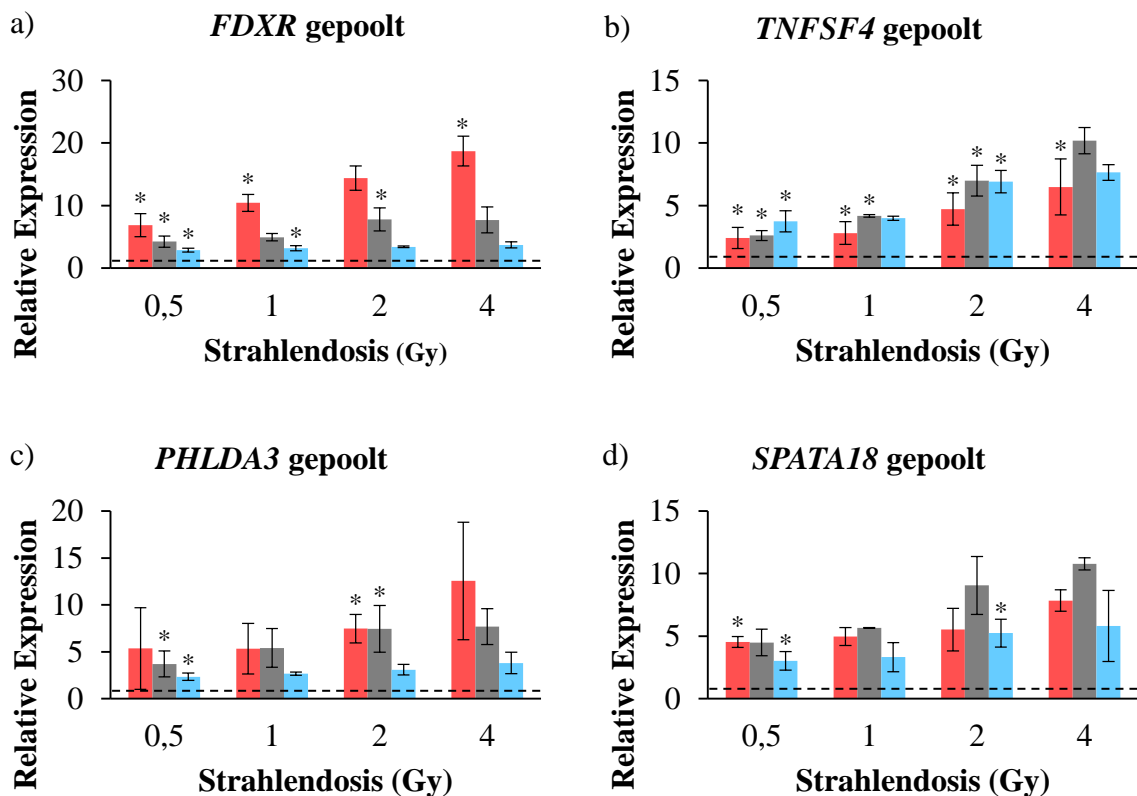 a)
FDXR gepoolt
Relative Expression
30
20
10
0
* * *
* *
*
*
0,5 1 2 4
Strahlendosis (Gy)
b)
TNFSF4 gepoolt
Relative Expression
15
10
5
0
* * *
* *
* *
*
0,5 1 2 4
Strahlendosis (Gy)
c)
PHLDA3 gepoolt
Relative Expression
20
15
10
5
0
* *
* *
0,5 1 2 4
Strahlendosis (Gy)
d)
SPATA18 gepoolt
Relative Expression
15
10
5
0
* *
*
0,5 1 2 4
Strahlendosis (Gy)